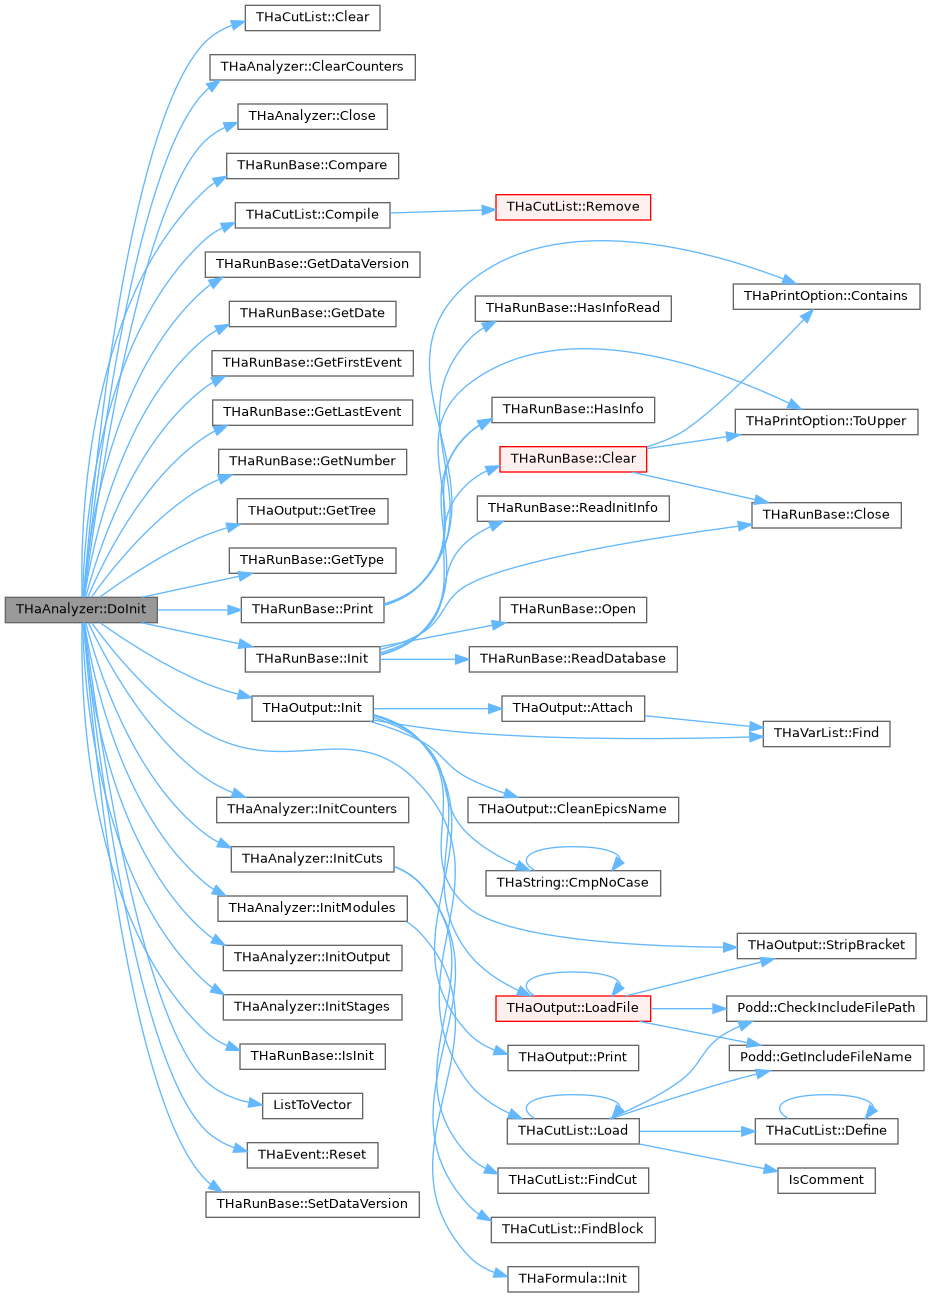 THaAnalyzer::DoInit
THaCutList::Clear
THaAnalyzer::ClearCounters
THaAnalyzer::Close
THaRunBase::Compare
THaCutList::Compile
THaRunBase::GetDataVersion
THaRunBase::GetDate
THaRunBase::GetFirstEvent
THaRunBase::GetLastEvent
THaRunBase::GetNumber
THaOutput::GetTree
THaRunBase::GetType
THaRunBase::Print
THaRunBase::Init
THaOutput::Init
THaAnalyzer::InitCounters
THaAnalyzer::InitCuts
THaAnalyzer::InitModules
THaAnalyzer::InitOutput
THaAnalyzer::InitStages
THaRunBase::IsInit
ListToVector
THaEvent::Reset
THaRunBase::SetDataVersion
THaCutList::Remove
THaRunBase::HasInfoRead
THaRunBase::HasInfo
THaRunBase::Clear
THaRunBase::ReadInitInfo
THaRunBase::Open
THaRunBase::ReadDatabase
THaOutput::Attach
THaOutput::CleanEpicsName
THaString::CmpNoCase
THaOutput::LoadFile
THaOutput::Print
THaCutList::Load
THaCutList::FindCut
THaCutList::FindBlock
THaFormula::Init
THaPrintOption::Contains
THaPrintOption::ToUpper
THaRunBase::Close
THaVarList::Find
THaOutput::StripBracket
Podd::CheckIncludeFilePath
Podd::GetIncludeFileName
THaCutList::Define
IsComment